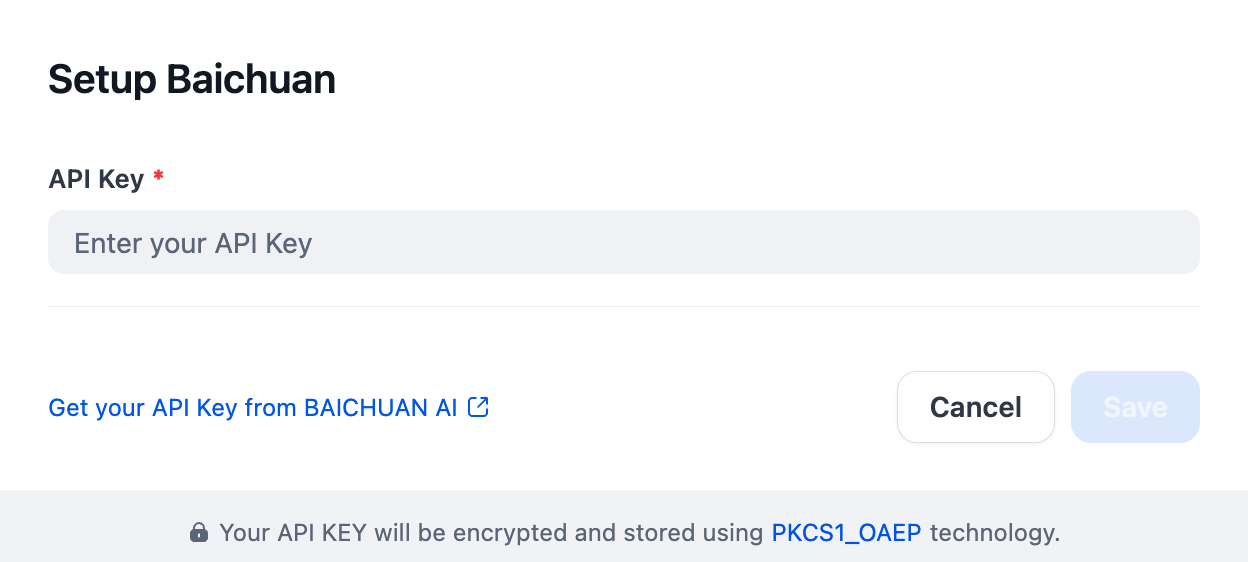 Setup Baichuan
API Key *
Enter your API Key
Get your API Key from BAICHUAN AI
Cancel
Save
Your API KEY will be encrypted and stored using PKCS1_OAEP technology.